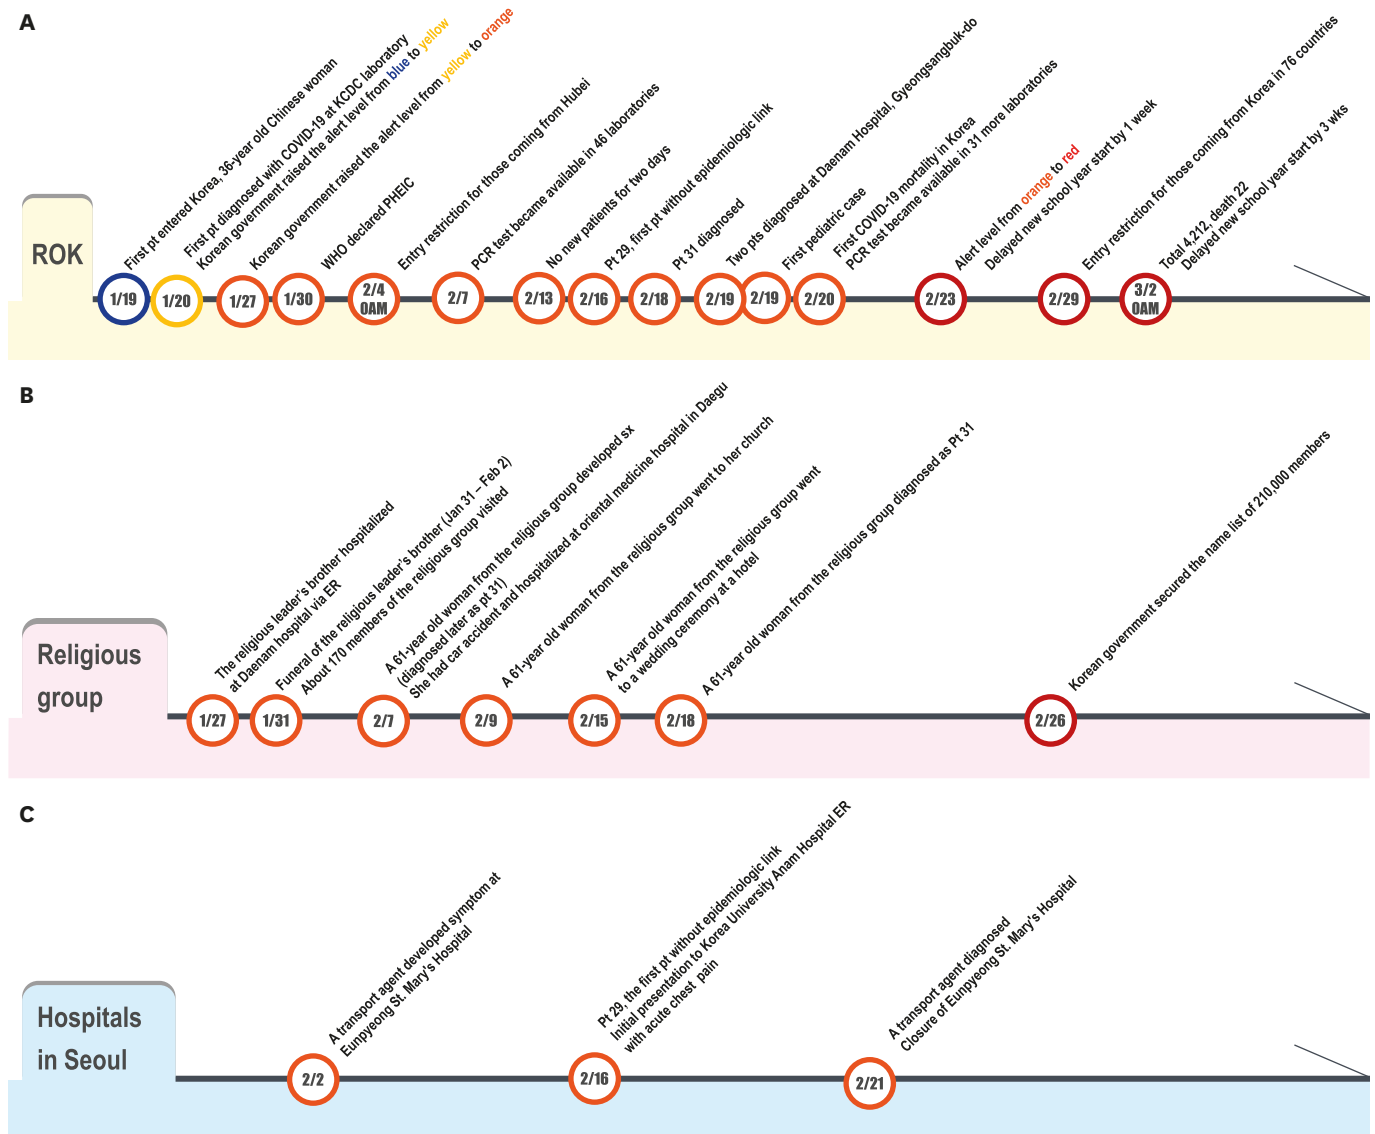 A
First pt entered Korea, 36-year old Chinese woman
First pt diagnosed with COVID-19 at KCDC laboratory
Korean government raised the alert level from blue to yellow
Korean government raised the alert level from yellow to orange
WHO declared PHEIC
Entry restriction for those coming from Hubei
PCR test became available in 46 laboratories
No new patients for two days
Pt 29, first pt without epidemiologic link
Pt 31 diagnosed
Two pts diagnosed at Daenam Hospital, Gyeongsangbuk-do
First pediatric case
First COVID-19 mortality in Korea
PCR test became available in 31 more laboratories
Alert level from orange to red
Delayed new school year start by 1 week
Entry restriction for those coming from Korea in 76 countries
Total 4,212, death 22
Delayed new school year start by 3 wks
ROK
1/19
1/20
1/27
1/30
2/4
0AM
2/7
2/13
2/16
2/18
2/19
2/19
2/20
2/23
2/29
3/2
0AM
B
The religious leader's brother hospitalized
at Daenam hospital via ER
Funeral of the religious leader's brother (Jan 31 – Feb 2)
About 170 members of the religious group visited
A 61-year old woman from the religious group developed sx
(diagnosed later as pt 31)
She had car accident and hospitalized at oriental medicine hospital in Daegu
A 61-year old woman from the religious group went to her church
A 61-year old woman from the religious group went
to a wedding ceremony at a hotel
A 61-year old woman from the religious group diagnosed as Pt 31
Korean government secured the name list of 210,000 members
Religious
group
1/27
1/31
2/7
2/9
2/15
2/18
2/26
C
A transport agent developed symptom at
Eunpyeong St. Mary's Hospital
Pt 29, the first pt without epidemiologic link
Initial presentation to Korea University Anam Hospital ER
with acute chest pain
A transport agent diagnosed
Closure of Eunpyeong St. Mary's Hospital
Hospitals
in Seoul
2/2
2/16
2/21